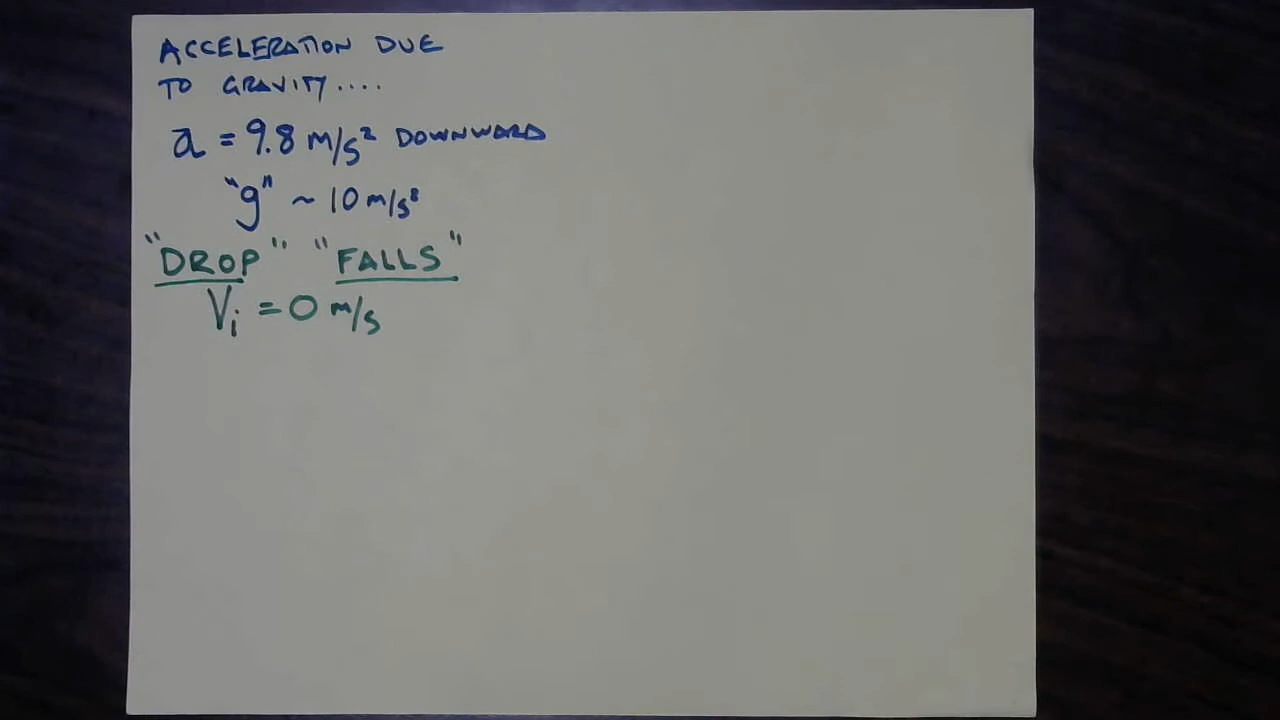 ACCELERATION DUE
TO GRAVITY....
a = 9.8 m/s² DOWNWARD
"g" ~ 10 m/s²
"DROP" "FALLS"
Vi = 0 m/s